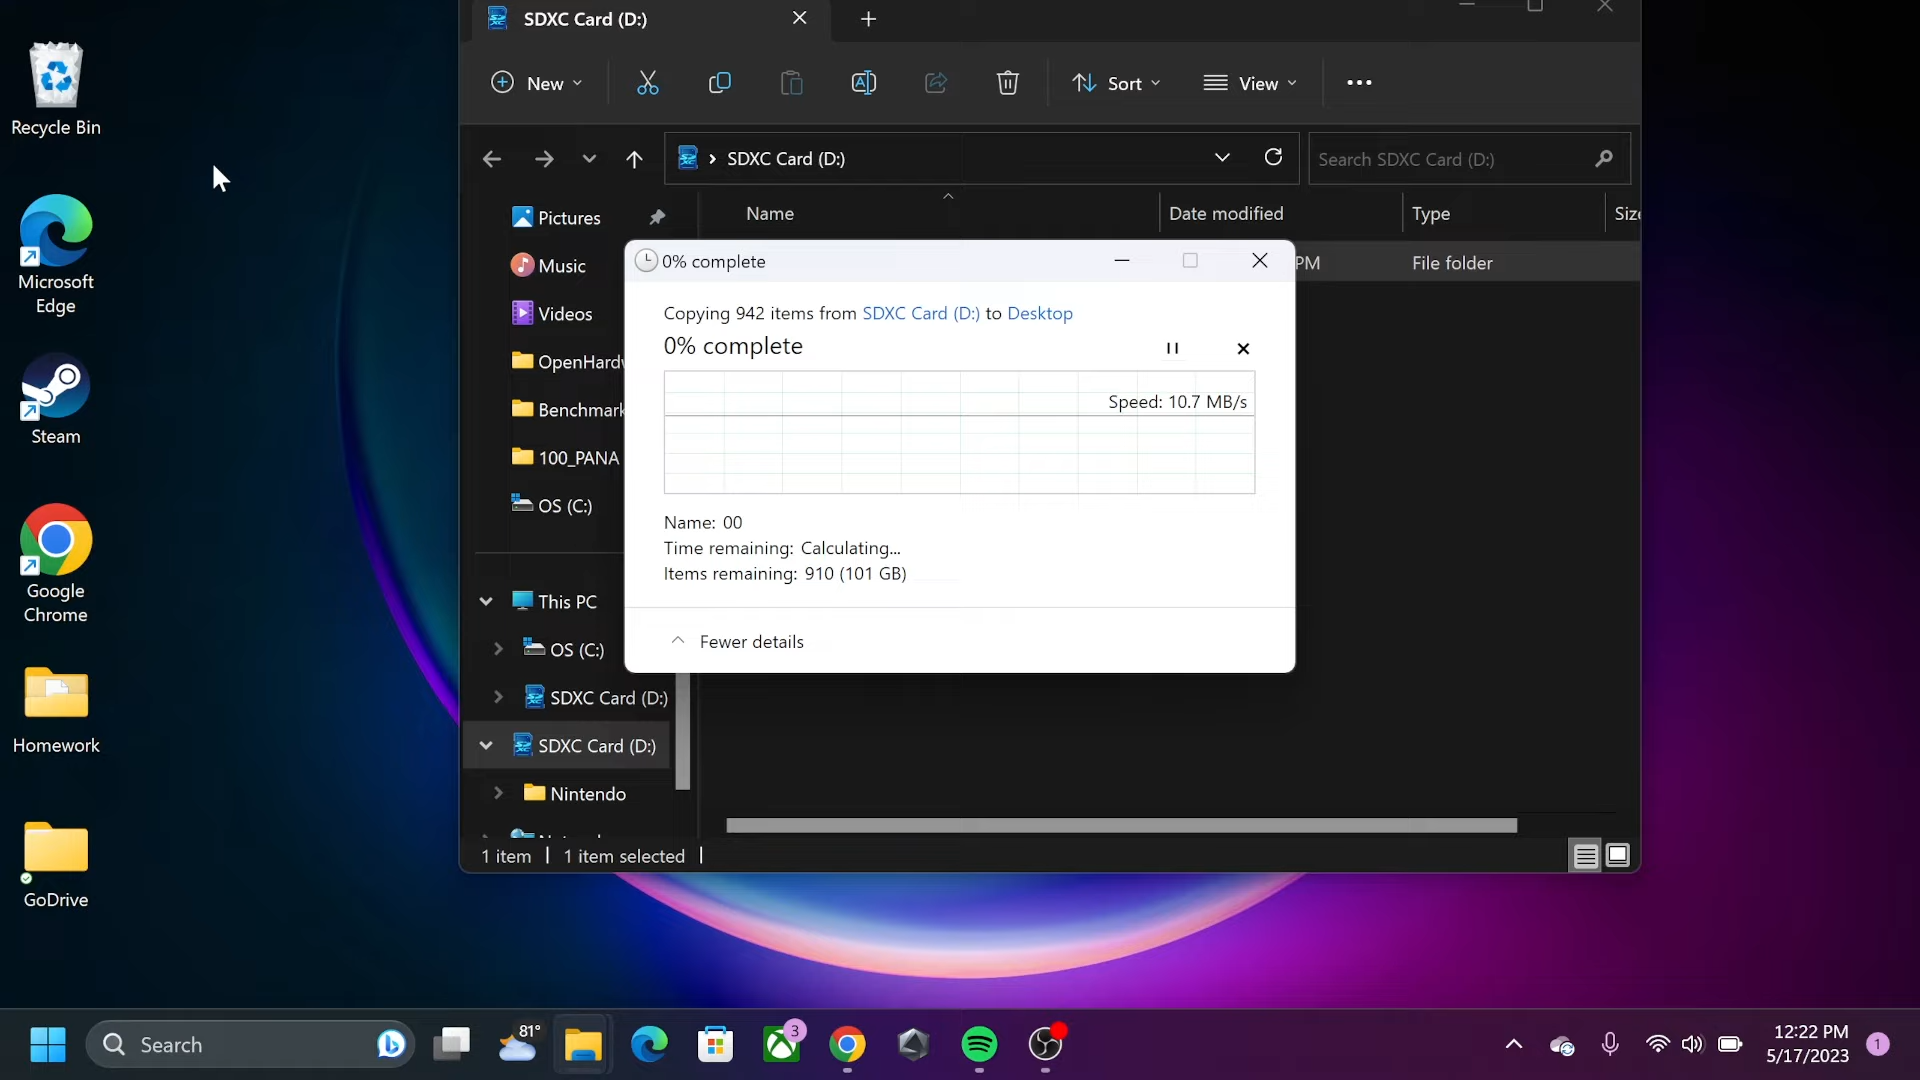 Recycle Bin
Microsoft
Edge
Steam
Google
Chrome
Homework
GoDrive
SDXC Card (D:)
New
Sort
View
SDXC Card (D:)
Search SDXC Card (D:)
Name
Date modified
Type
PM
File folder
Pictures
Music
Videos
100_PANA
OS (C:)
This PC
OS (C:)
SDXC Card (D:)
SDXC Card (D:)
Nintendo
1 item
1 item selected
0% complete
Copying 942 items from SDXC Card (D:) to Desktop
0% complete
Speed: 10.7 MB/s
Name: 00
Time remaining: Calculating...
Items remaining: 910 (101 GB)
Fewer details
Search
81°
3
12:22 PM
5/17/2023
1